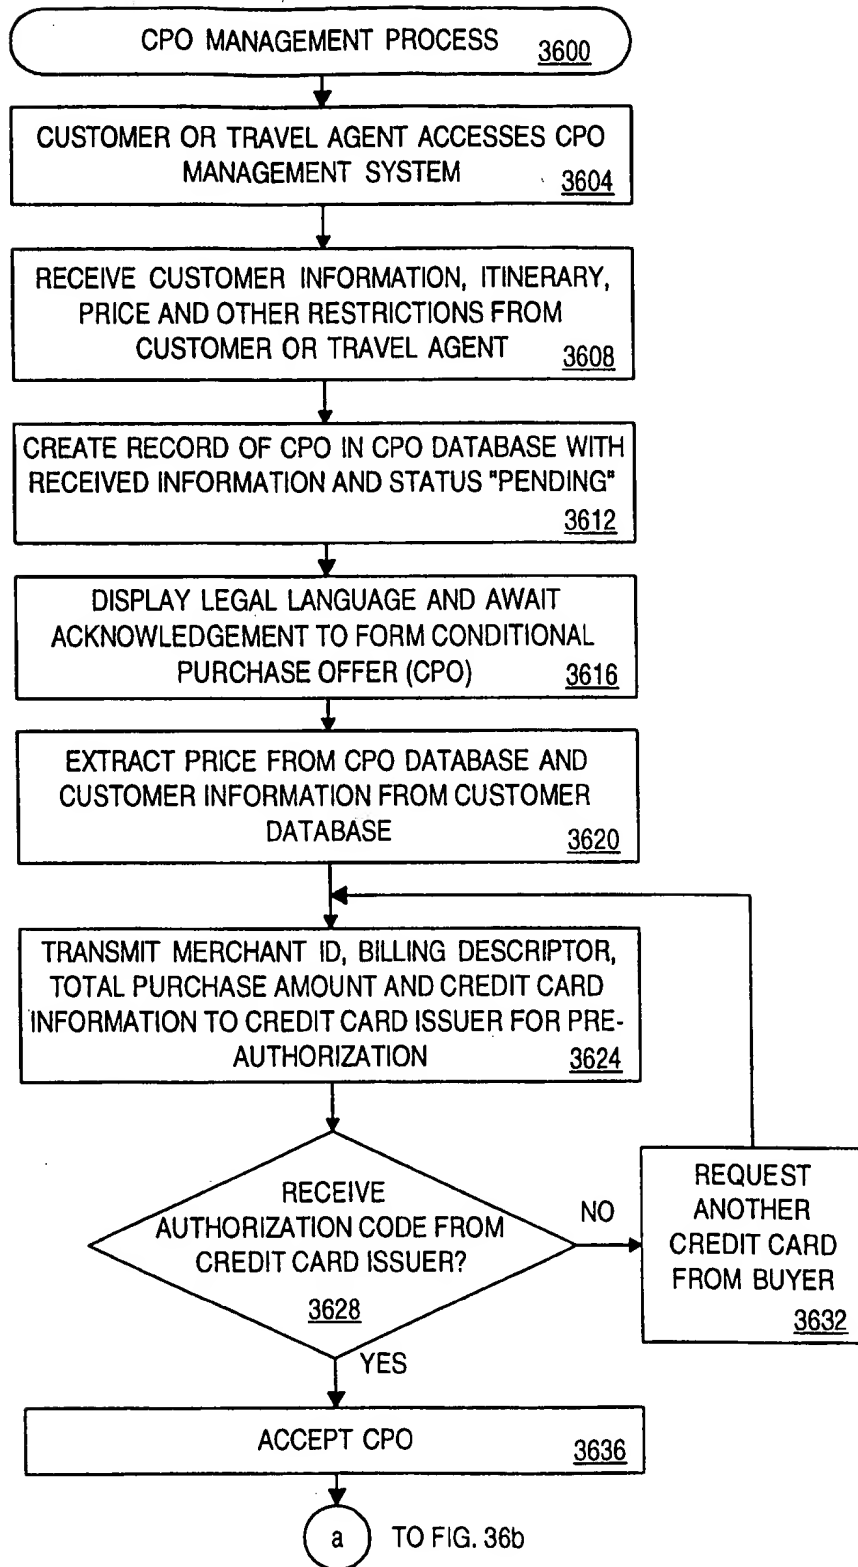 CPO MANAGEMENT PROCESS 3600
CUSTOMER OR TRAVEL AGENT ACCESSES CPO
MANAGEMENT SYSTEM 3604
RECEIVE CUSTOMER INFORMATION, ITINERARY,
PRICE AND OTHER RESTRICTIONS FROM
CUSTOMER OR TRAVEL AGENT 3608
CREATE RECORD OF CPO IN CPO DATABASE WITH
RECEIVED INFORMATION AND STATUS "PENDING"
3612
DISPLAY LEGAL LANGUAGE AND AWAIT
ACKNOWLEDGEMENT TO FORM CONDITIONAL
PURCHASE OFFER (CPO) 3616
EXTRACT PRICE FROM CPO DATABASE AND
CUSTOMER INFORMATION FROM CUSTOMER
DATABASE 3620
TRANSMIT MERCHANT ID, BILLING DESCRIPTOR,
TOTAL PURCHASE AMOUNT AND CREDIT CARD
INFORMATION TO CREDIT CARD ISSUER FOR PRE-
AUTHORIZATION 3624
RECEIVE
AUTHORIZATION CODE FROM
CREDIT CARD ISSUER?
3628
NO
REQUEST
ANOTHER
CREDIT CARD
FROM BUYER
3632
YES
ACCEPT CPO 3636
a TO FIG. 36b